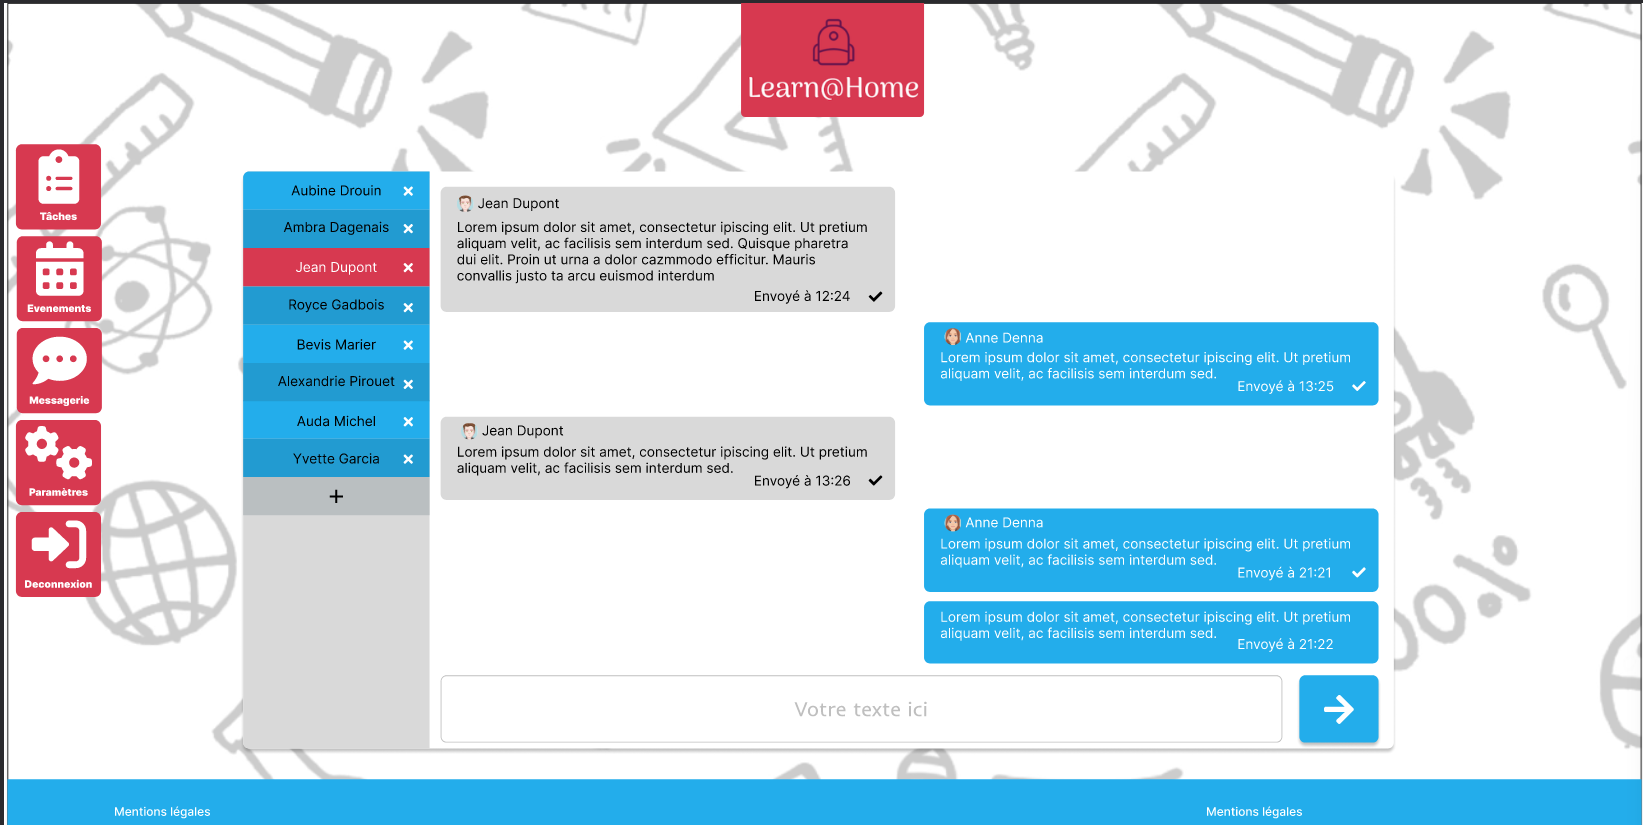 Learn@Home
Tâches
Evenements
Messagerie
Paramètres
Deconnexion
Aubine Drouin
Ambra Dagenais
Jean Dupont
Royce Gadbois
Bevis Marier
Alexandrie Pirouet
Auda Michel
Yvette Garcia
+
Jean Dupont
Lorem ipsum dolor sit amet, consectetur ipiscing elit. Ut pretium
aliquam velit, ac facilisis sem interdum sed. Quisque pharetra
dui elit. Proin ut urna a dolor cazmmodo efficitur. Mauris
convallis justo ta arcu euismod interdum
Envoyé à 12:24
Anne Denna
Lorem ipsum dolor sit amet, consectetur ipiscing elit. Ut pretium
aliquam velit, ac facilisis sem interdum sed.
Envoyé à 13:25
Jean Dupont
Lorem ipsum dolor sit amet, consectetur ipiscing elit. Ut pretium
aliquam velit, ac facilisis sem interdum sed.
Envoyé à 13:26
Anne Denna
Lorem ipsum dolor sit amet, consectetur ipiscing elit. Ut pretium
aliquam velit, ac facilisis sem interdum sed.
Envoyé à 21:21
Lorem ipsum dolor sit amet, consectetur ipiscing elit. Ut pretium
aliquam velit, ac facilisis sem interdum sed.
Envoyé à 21:22
Votre texte ici
00%
Mentions légales
Mentions légales